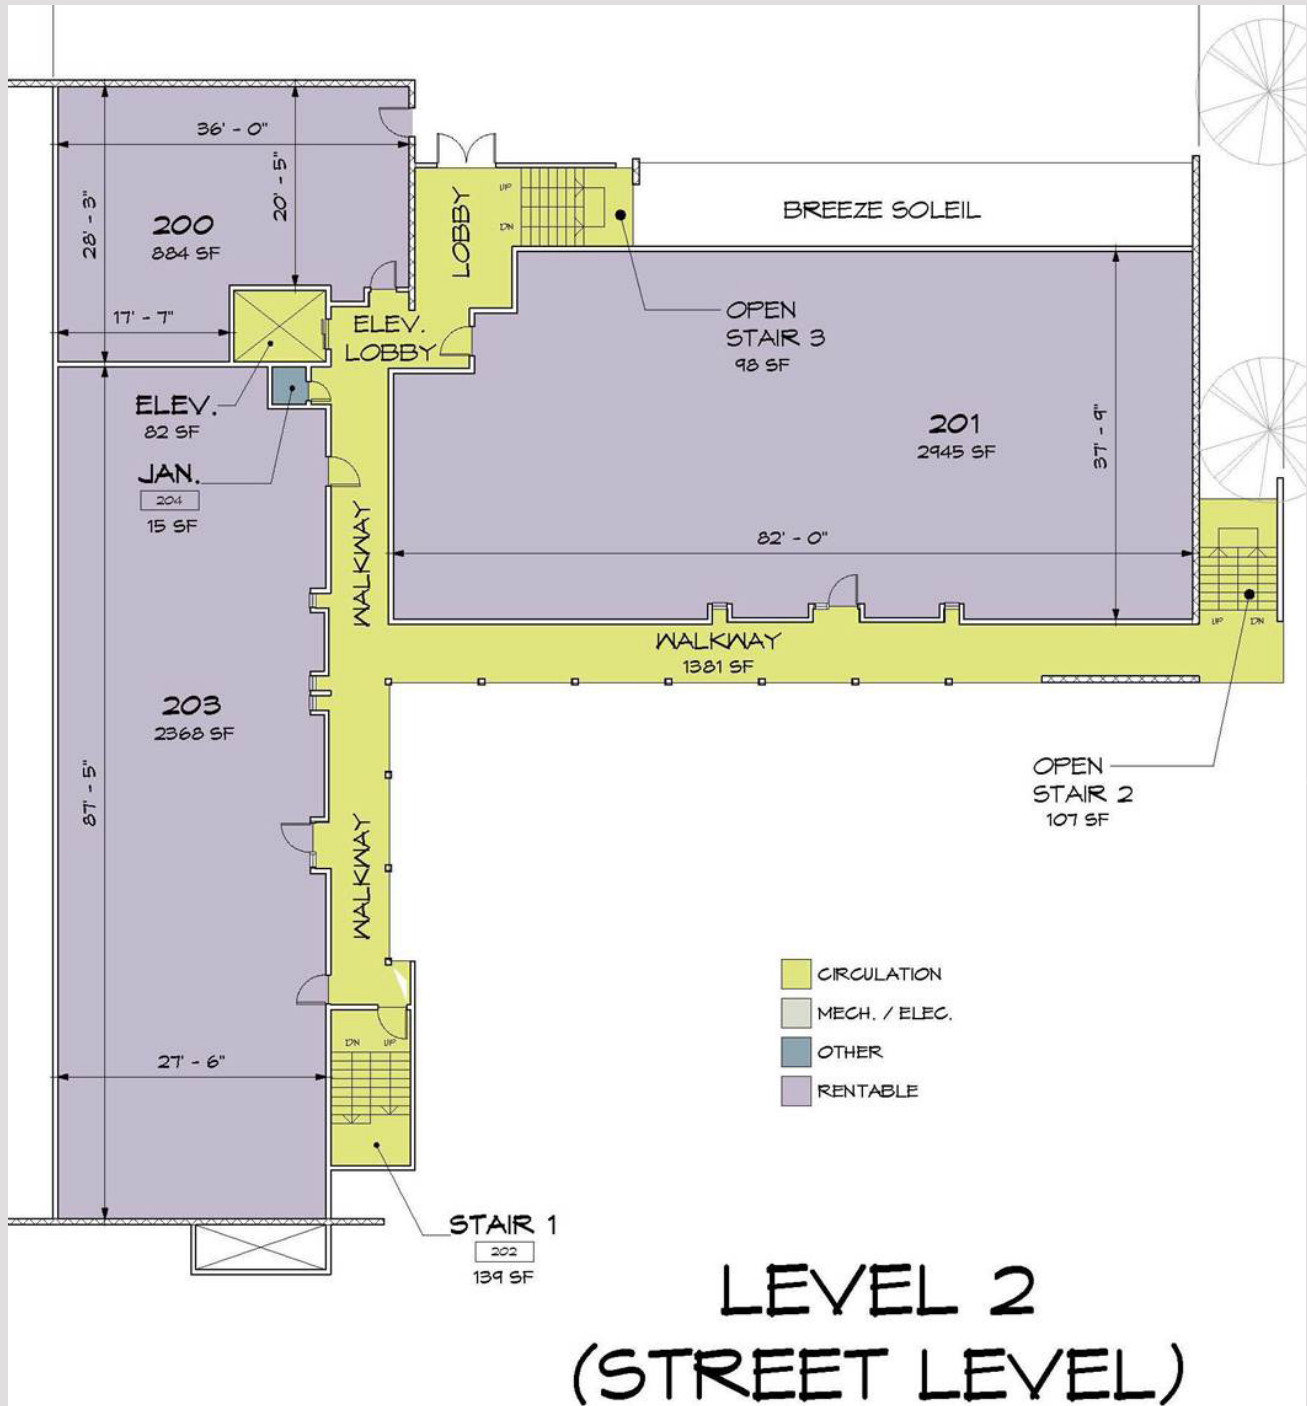 36' - 0"
20' - 5"
28' - 3"
200
884 SF
17' - 7"
LOBBY
UP
DN
BREEZE SOLEIL
ELEV.
LOBBY
OPEN
STAIR 3
98 SF
ELEV.
82 SF
JAN.
204
15 SF
201
2945 SF
37' - 9"
82' - 0"
WALKWAY
WALKWAY
1381 SF
UP
DN
203
2368 SF
87' - 5"
OPEN
STAIR 2
107 SF
WALKWAY
CIRCULATION
MECH. / ELEC.
OTHER
RENTABLE
DN
UP
27' - 6"
STAIR 1
202
139 SF
LEVEL 2
(STREET LEVEL)